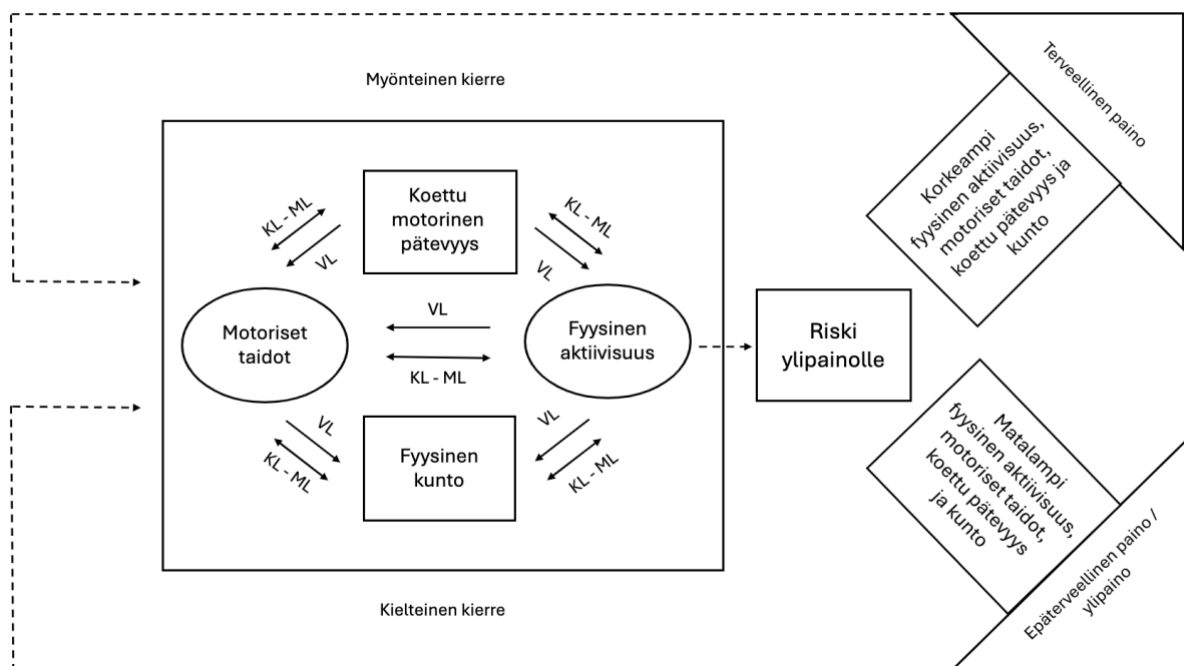 Myönteinen kierre
Terveellinen paino
Korkeampi
fyysinen aktiivisuus,
motoriset taidot,
koettu pätevyys ja
kunto
Koettu
motorinen
pätevyys
KL - ML
VL
KL - ML
VL
Motoriset
taidot
VL
KL - ML
Fyysinen
aktiivisuus
Riski
ylipainolle
VL
KL - ML
Fyysinen
kunto
VL
KL - ML
Matalampi
fyysinen aktiivisuus,
motoriset taidot,
koettu pätevyys
ja kunto
Epäterveellinen paino /
ylipaino
Kielteinen kierre